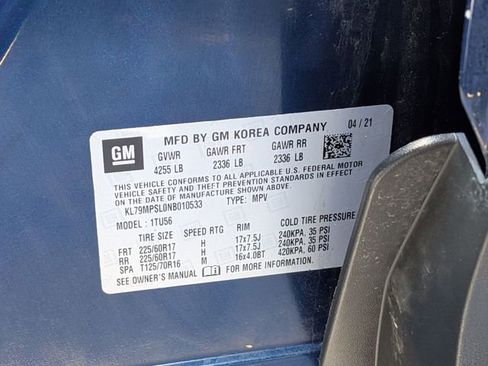 MFD BY GM KOREA COMPANY
04 / 21
GM
GVWR GAWR FRT GAWR RR
4255 LB 2336 LB 2336 LB
THIS VEHICLE CONFORMS TO ALL APPLICABLE U.S. FEDERAL MOTOR
VEHICLE SAFETY AND THEFT PREVENTION STANDARDS IN EFFECT ON THE
DATE OF MANUFACTURE SHOWN ABOVE.
KL79MPSL0NB010533 TYPE: MPV
MODEL : 1TU56
TIRE SIZE SPEED RTG RIM COLD TIRE PRESSURE
FRT 225/60R17 H 17x7.5J 240KPA, 35 PSI
RR 225/60R17 H 17x7.5J 240KPA, 35 PSI
SPA T125/70R16 M 16x4.0BT 420KPA, 60 PSI
SEE OWNER'S MANUAL FOR MORE INFORMATION.